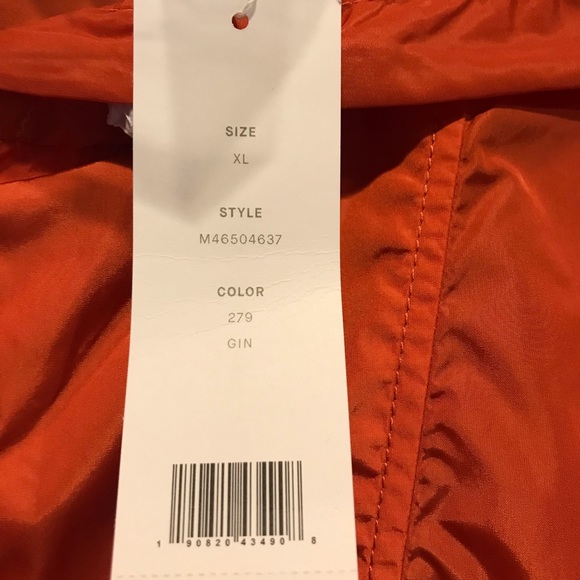 SIZE
XL
STYLE
M46504637
COLOR
279
GIN
1 90820 43490 8